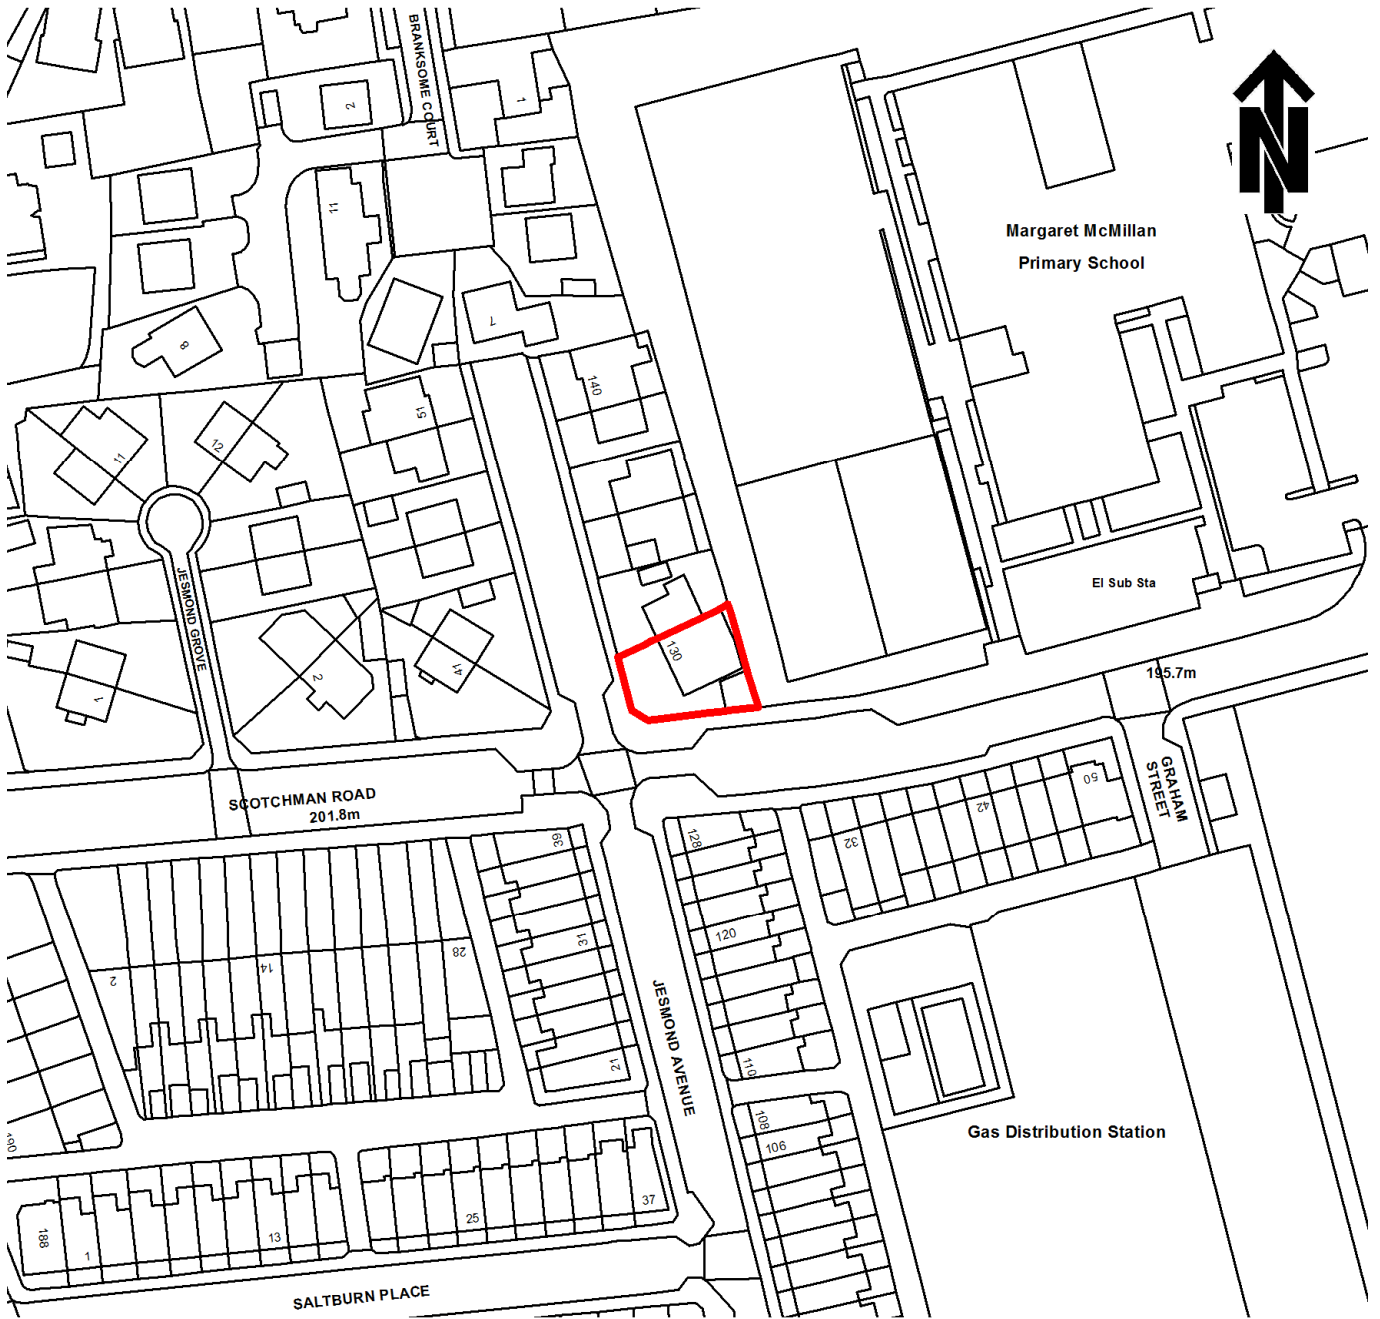 BRANKSOME COURT
2
1
N
11
Margaret McMillan
Primary School
7
8
140
51
12
11
JESMOND GROVE
El Sub Sta
130
41
2
1
195.7m
SCOTCHMAN ROAD
201.8m
GRAHAM
STREET
50
42
32
39
128
120
31
28
14
2
JESMOND AVENUE
21
110
108
106
190
Gas Distribution Station
188
1
13
25
37
SALTBURN PLACE